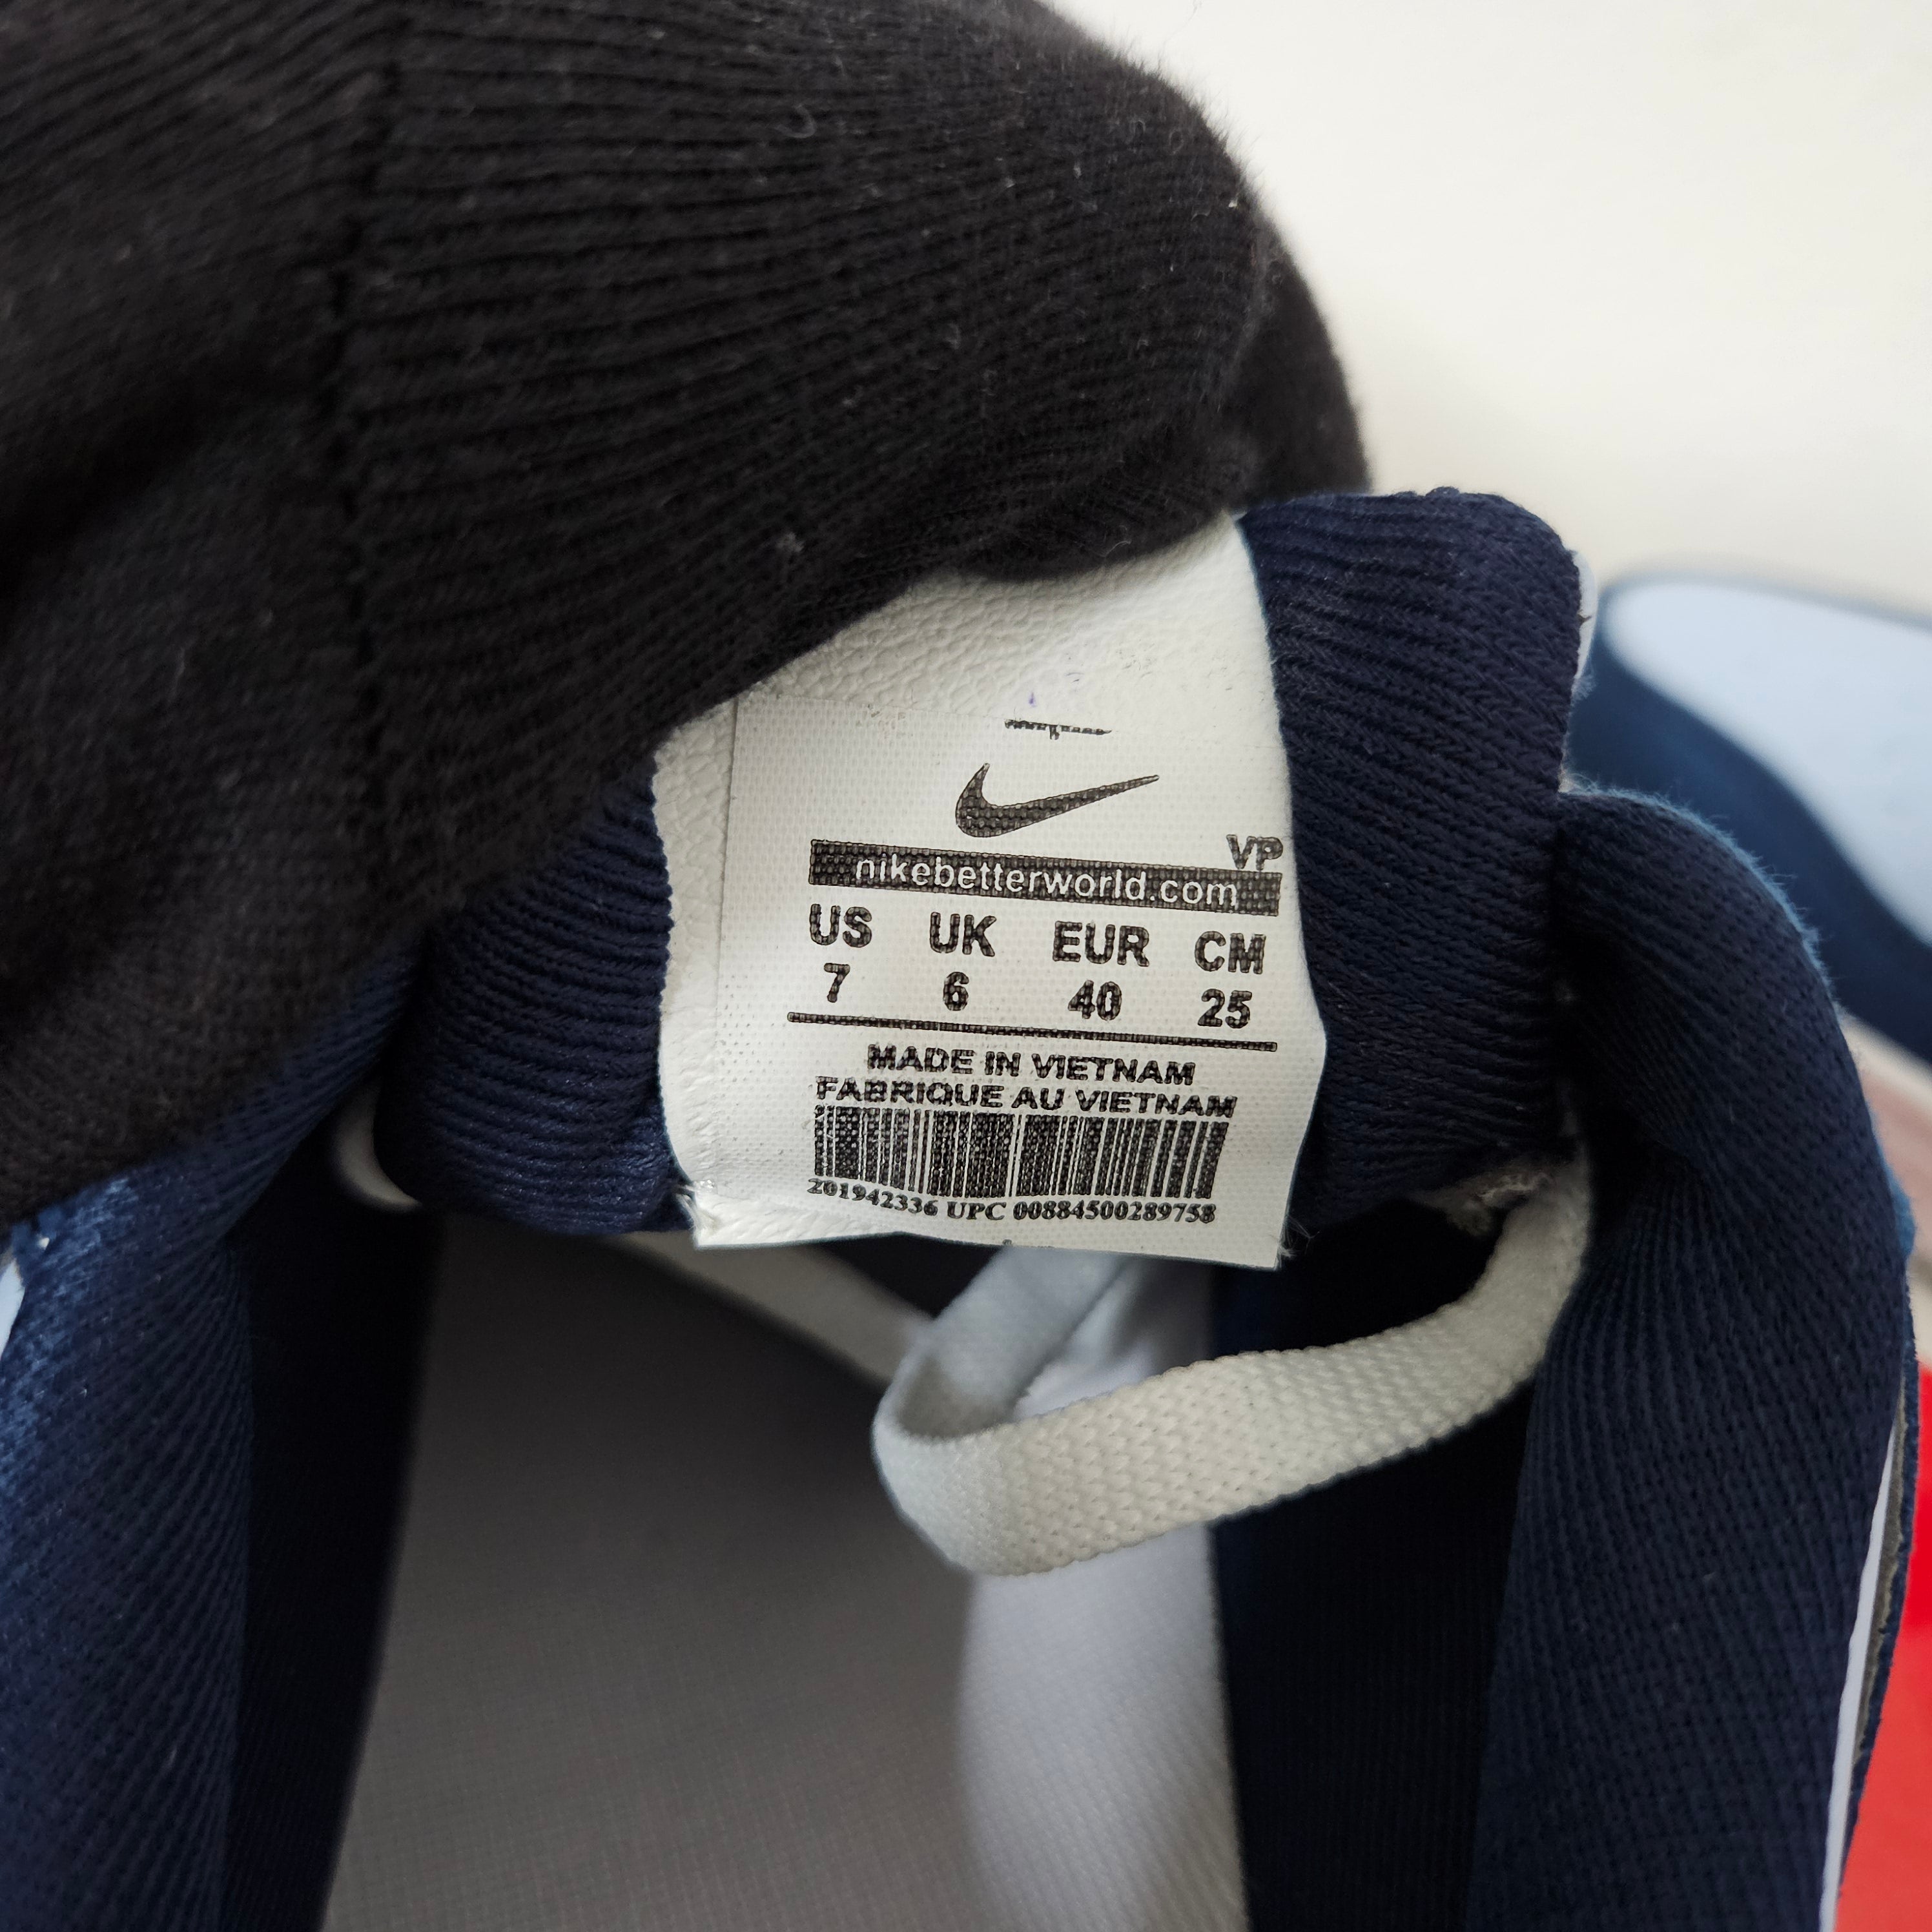 VP
nikebetterworld.com
US UK EUR CM
7 6 40 25
MADE IN VIETNAM
FABRIQUE AU VIETNAM
201942336 UPC 00884500289758